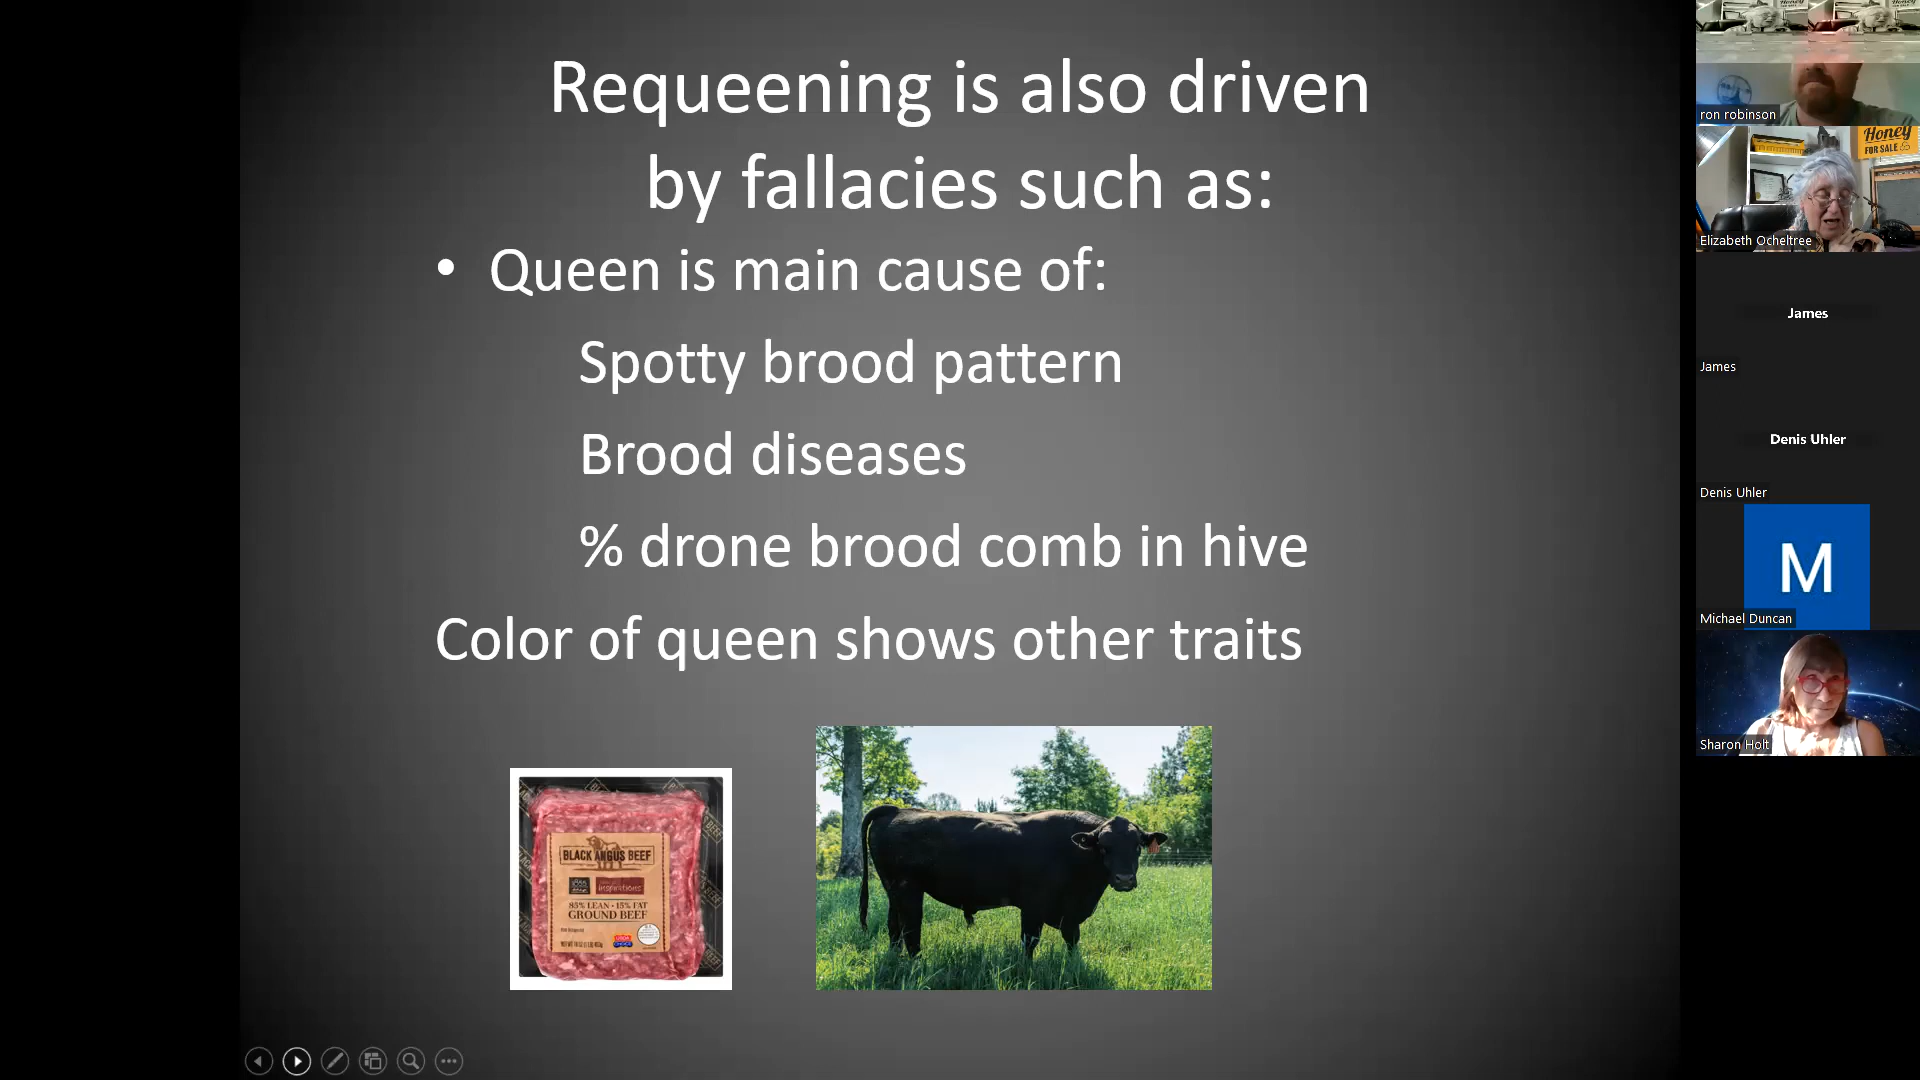 Requeening is also driven
by fallacies such as:
• Queen is main cause of:
Spotty brood pattern
Brood diseases
% drone brood comb in hive
Color of queen shows other traits
BLACK ANGUS BEEF
inspirations
85% LEAN • 15% FAT
GROUND BEEF
ron robinson
Honey
FOR SALE
Elizabeth Ocheltree
James
James
Denis Uhler
Denis Uhler
M
Michael Duncan
Sharon Holt